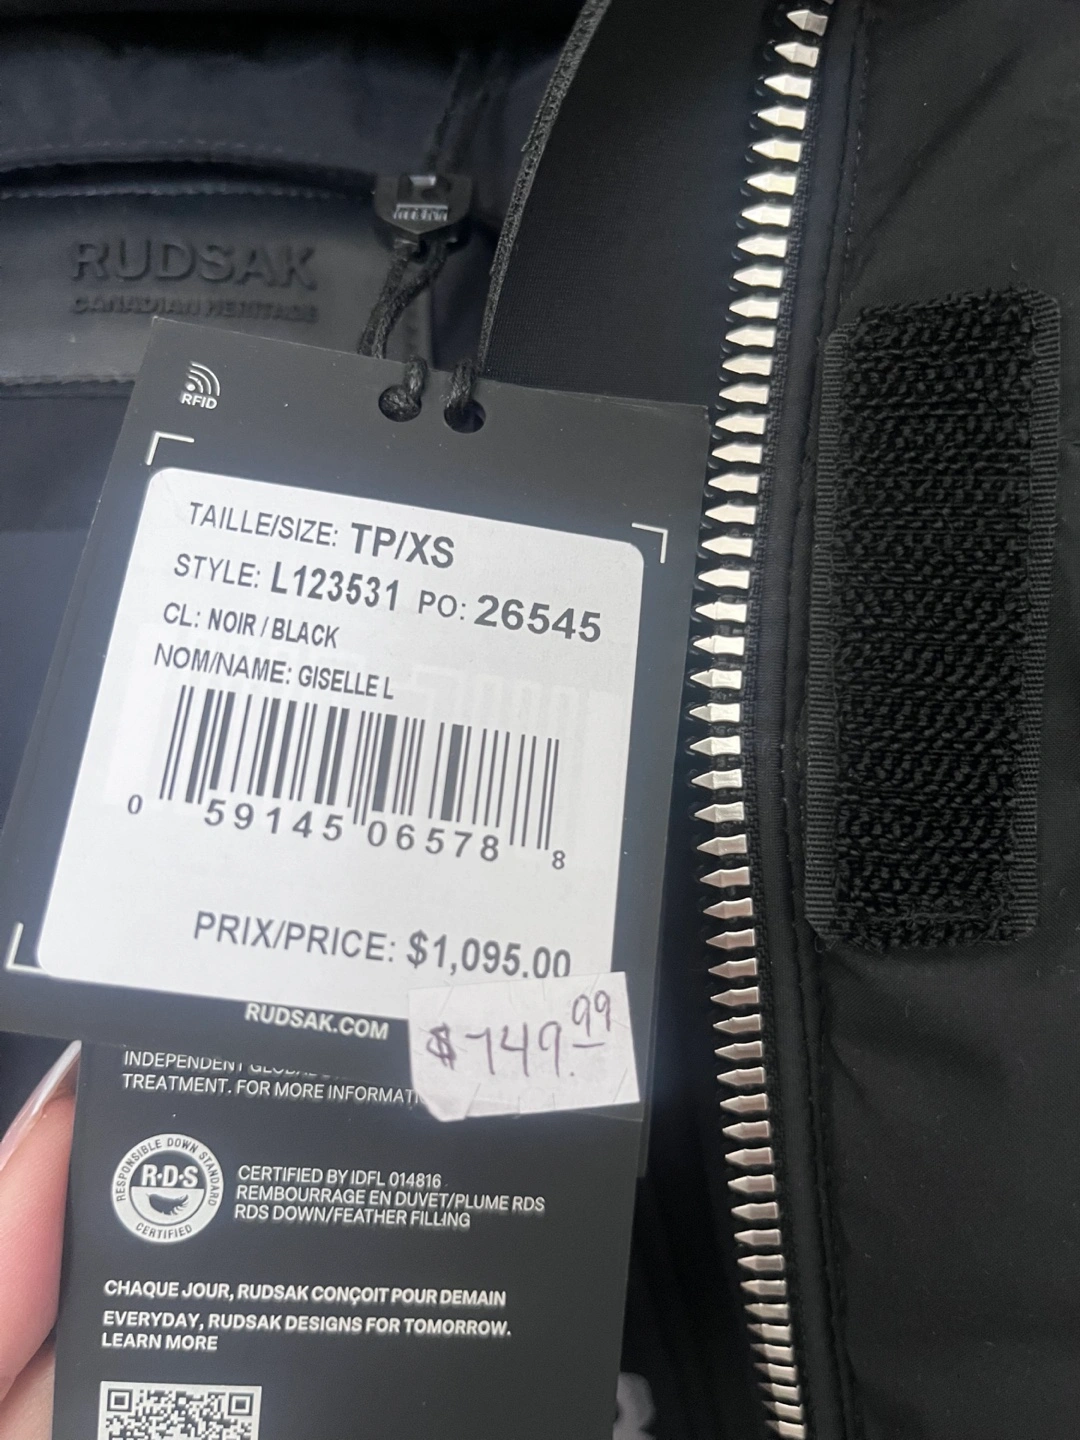 RUDSAK
CANADIAN HERITAGE
RFID
TAILLE/SIZE: TP/XS
STYLE: L123531 PO: 26545
CL: NOIR / BLACK
NOM/NAME: GISELLE L
0 59145 06578 8
PRIX/PRICE: $1,095.00
RUDSAK.COM
$749.99
INDEPENDENT
TREATMENT. FOR MORE INFORMATI
RESPONSIBLE DOWN STANDARD
R·D·S
CERTIFIED
CERTIFIED BY IDFL 014816
REMBOURRAGE EN DUVET/PLUME RDS
RDS DOWN/FEATHER FILLING
CHAQUE JOUR, RUDSAK CONÇOIT POUR DEMAIN
EVERYDAY, RUDSAK DESIGNS FOR TOMORROW.
LEARN MORE